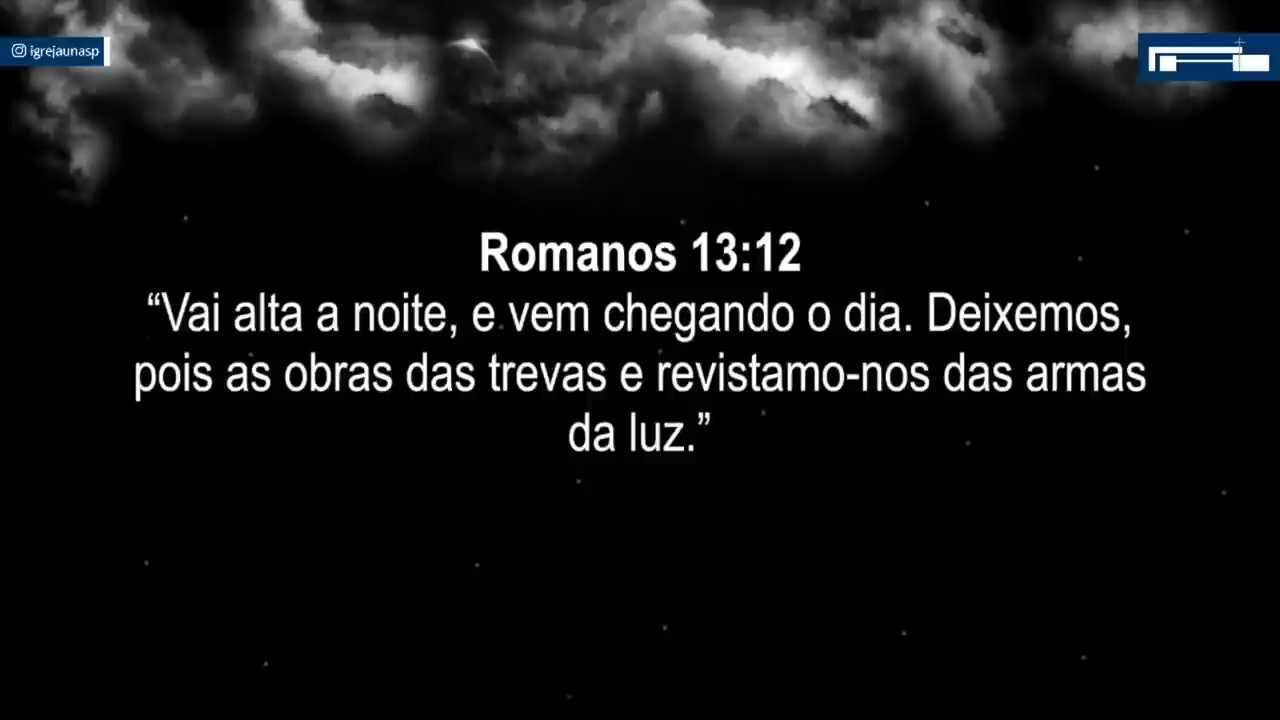 igrejaunasp
Romanos 13:12
“Vai alta a noite, e vem chegando o dia. Deixemos,
pois as obras das trevas e revistamo-nos das armas
da luz.”